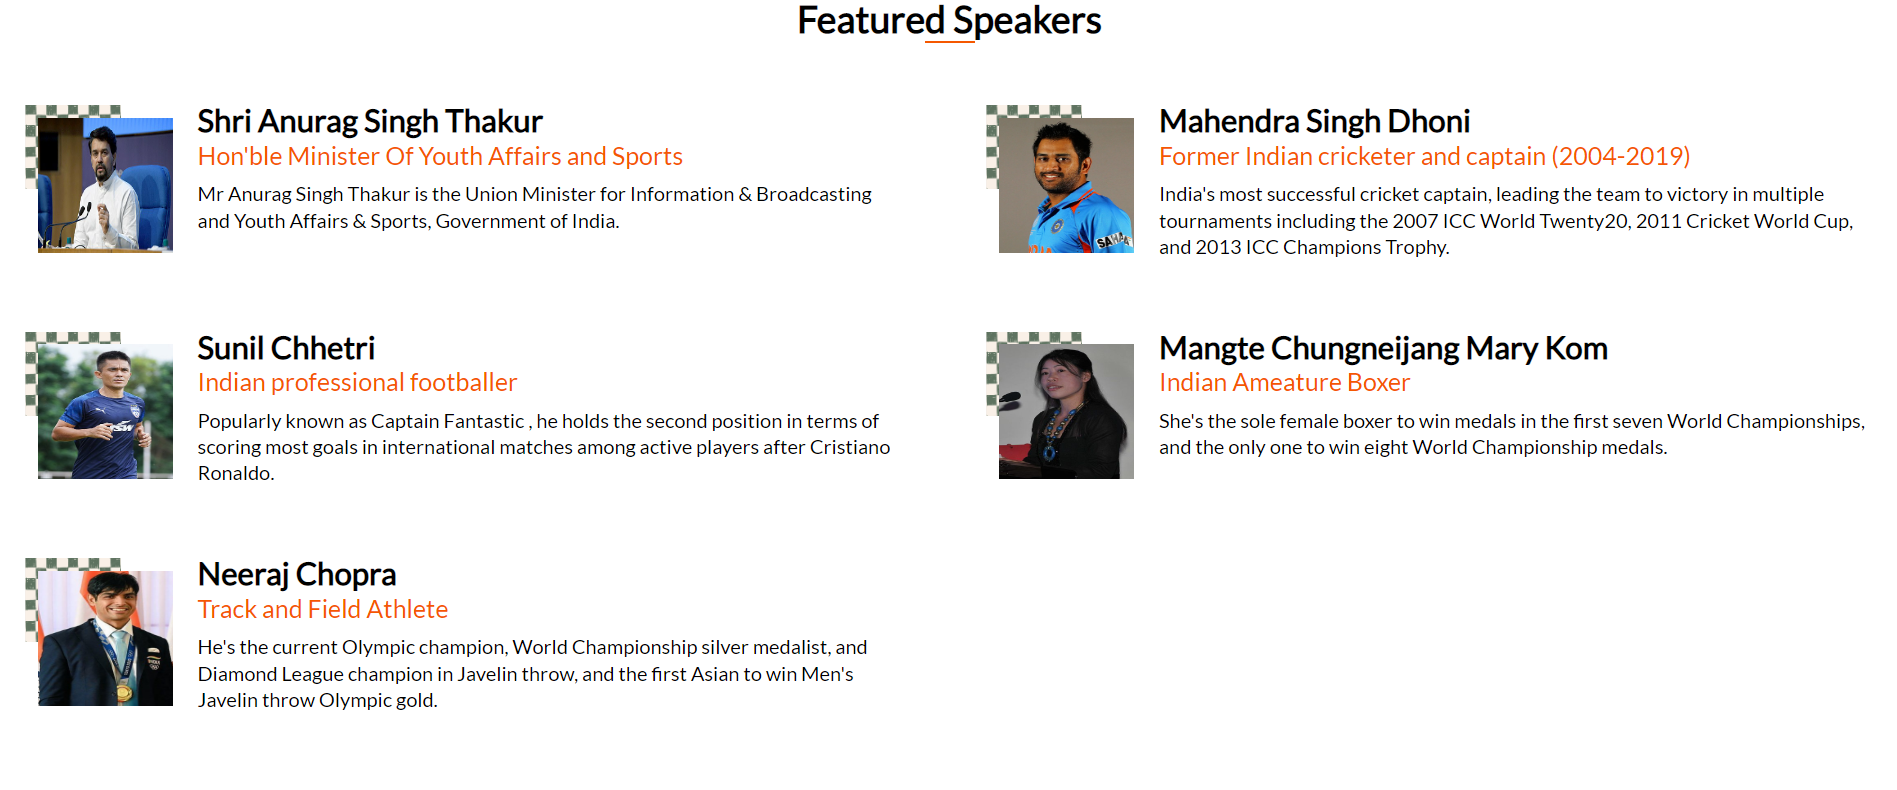 Featured Speakers
Shri Anurag Singh Thakur
Hon'ble Minister Of Youth Affairs and Sports
Mr Anurag Singh Thakur is the Union Minister for Information & Broadcasting
and Youth Affairs & Sports, Government of India.
Mahendra Singh Dhoni
Former Indian cricketer and captain (2004-2019)
India's most successful cricket captain, leading the team to victory in multiple
tournaments including the 2007 ICC World Twenty20, 2011 Cricket World Cup,
and 2013 ICC Champions Trophy.
Sunil Chhetri
Indian professional footballer
Popularly known as Captain Fantastic , he holds the second position in terms of
scoring most goals in international matches among active players after Cristiano
Ronaldo.
Mangte Chungneijang Mary Kom
Indian Ameature Boxer
She's the sole female boxer to win medals in the first seven World Championships,
and the only one to win eight World Championship medals.
Neeraj Chopra
Track and Field Athlete
He's the current Olympic champion, World Championship silver medalist, and
Diamond League champion in Javelin throw, and the first Asian to win Men's
Javelin throw Olympic gold.